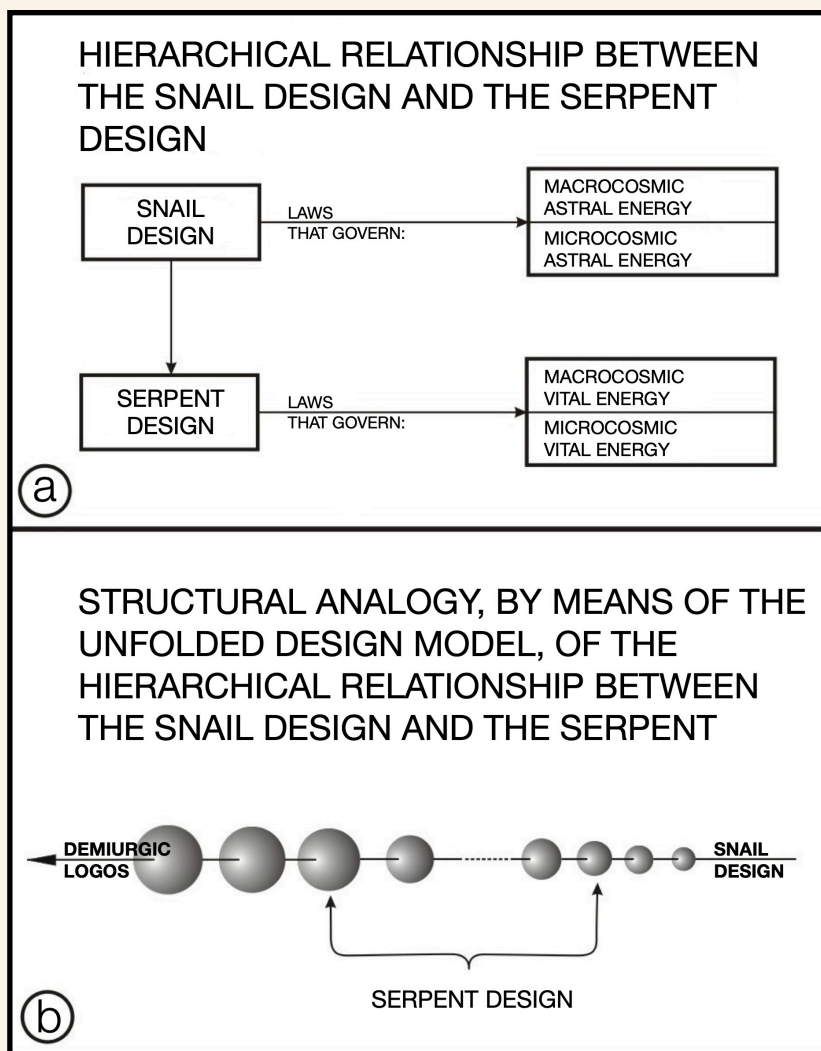 HIERARCHICAL RELATIONSHIP BETWEEN
THE SNAIL DESIGN AND THE SERPENT
DESIGN
SNAIL
DESIGN
LAWS
THAT GOVERN:
MACROCOSMIC
ASTRAL ENERGY
MICROCOSMIC
ASTRAL ENERGY
SERPENT
DESIGN
LAWS
THAT GOVERN:
MACROCOSMIC
VITAL ENERGY
MICROCOSMIC
VITAL ENERGY
a
STRUCTURAL ANALOGY, BY MEANS OF THE
UNFOLDED DESIGN MODEL, OF THE
HIERARCHICAL RELATIONSHIP BETWEEN
THE SNAIL DESIGN AND THE SERPENT
DEMIURGIC
LOGOS
SNAIL
DESIGN
SERPENT DESIGN
b